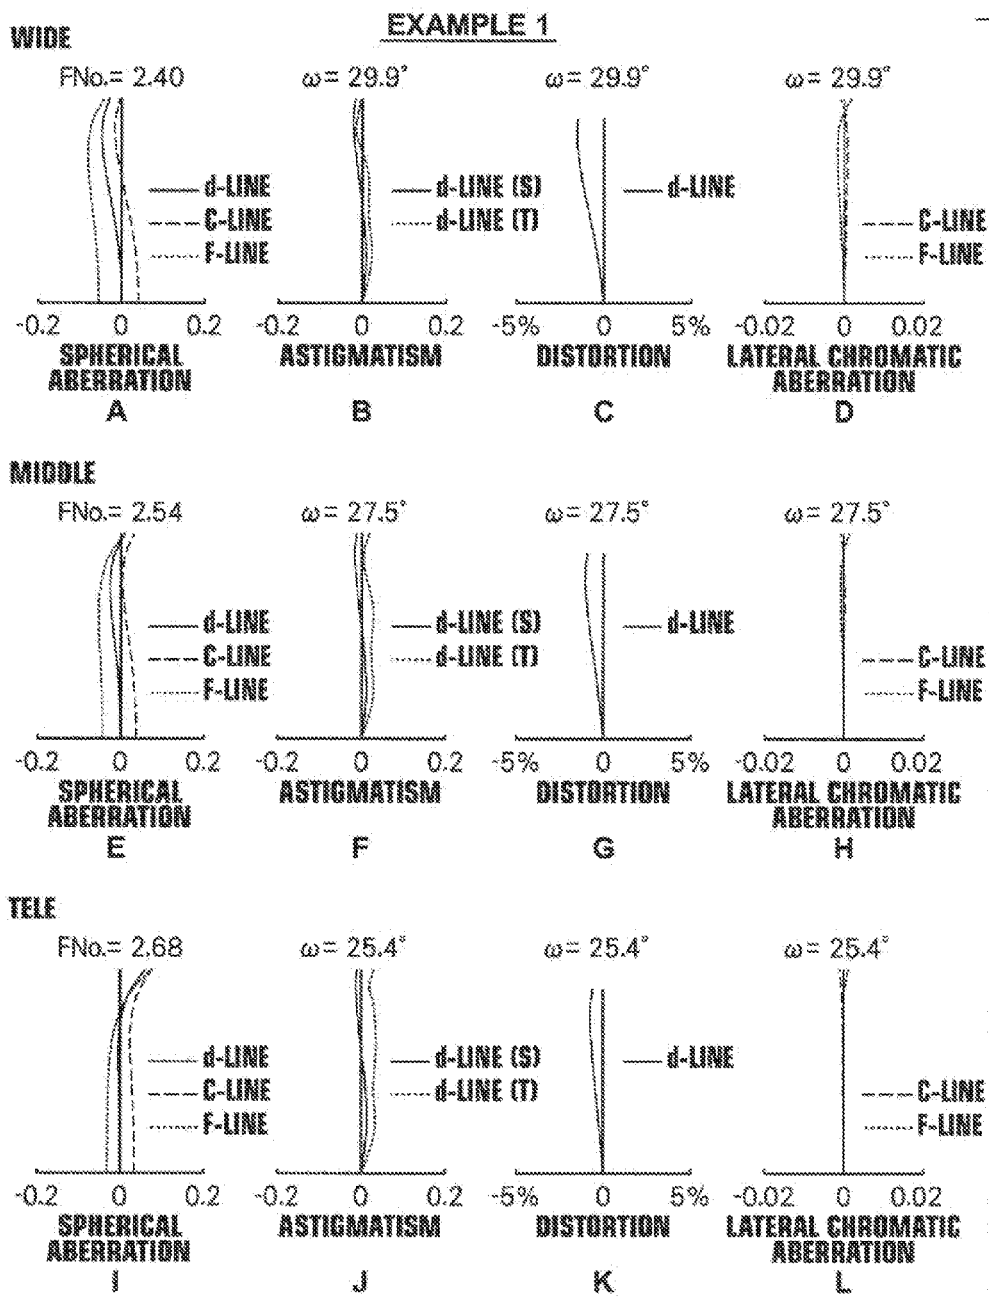 EXAMPLE 1
WIDE
FNo.= 2.40
ω= 29.9°
ω= 29.9°
ω= 29.9°
d-LINE
C-LINE
F-LINE
d-LINE (S)
d-LINE (T)
d-LINE
C-LINE
F-LINE
-0.2 0 0.2
-0.2 0 0.2
-5% 0 5%
-0.02 0 0.02
SPHERICAL
ABERRATION
ASTIGMATISM
DISTORTION
LATERAL CHROMATIC
ABERRATION
A
B
C
D
MIDDLE
FNo.= 2.54
ω= 27.5°
ω= 27.5°
ω= 27.5°
d-LINE
C-LINE
F-LINE
d-LINE (S)
d-LINE (T)
d-LINE
C-LINE
F-LINE
-0.2 0 0.2
-0.2 0 0.2
-5% 0 5%
-0.02 0 0.02
SPHERICAL
ABERRATION
ASTIGMATISM
DISTORTION
LATERAL CHROMATIC
ABERRATION
E
F
G
H
TELE
FNo.= 2.68
ω= 25.4°
ω= 25.4°
ω= 25.4°
d-LINE
C-LINE
F-LINE
d-LINE (S)
d-LINE (T)
d-LINE
C-LINE
F-LINE
-0.2 0 0.2
-0.2 0 0.2
-5% 0 5%
-0.02 0 0.02
SPHERICAL
ABERRATION
ASTIGMATISM
DISTORTION
LATERAL CHROMATIC
ABERRATION
I
J
K
L